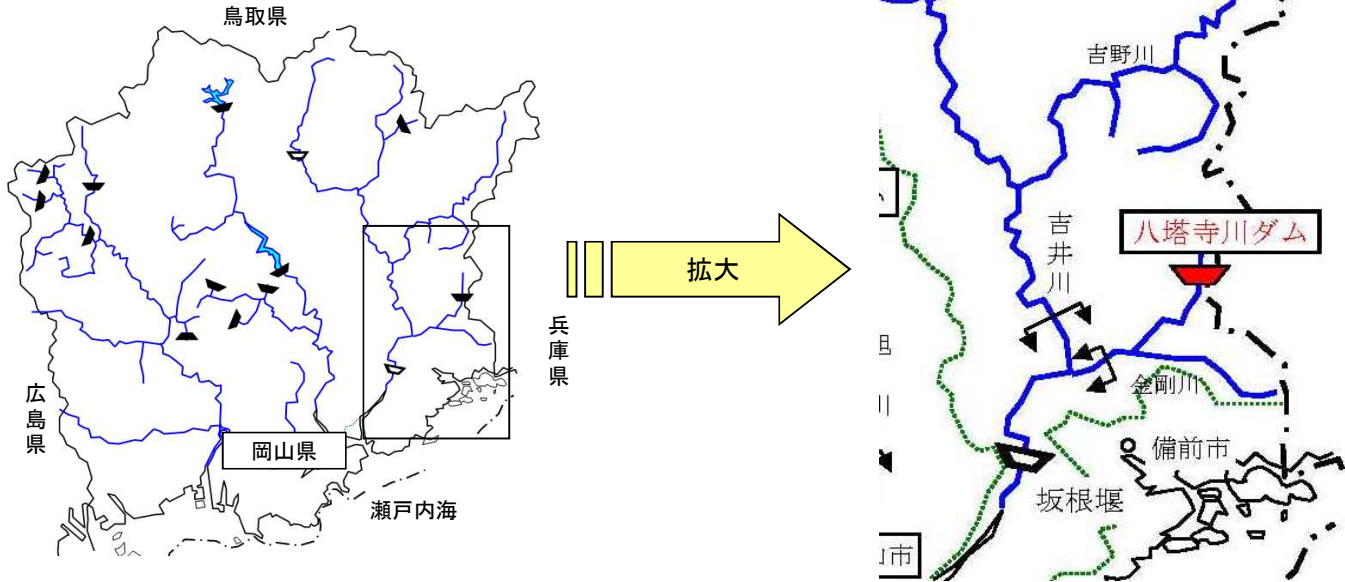 鳥取県
兵庫県
広島県
岡山県
瀬戸内海
拡大
吉野川
吉井川
八塔寺川ダム
金剛川
備前市
坂根堰
川
市